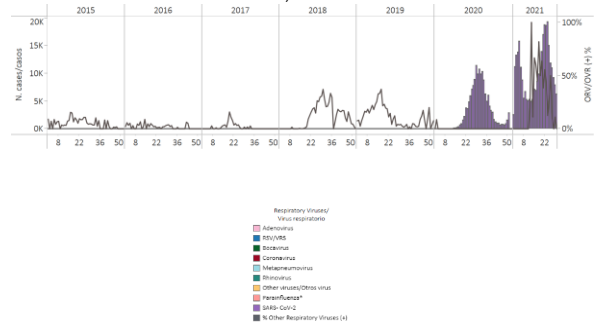 2015 2016 2017 2018 2019 2020 2021
20K
15K
10K
5K
0K
N. cases/casos
100%
50%
0%
ORV/OVR (+) %
8 22 36 50 8 22 36 50 8 22 36 50 8 22 36 50 8 22 36 50 8 22 36 50 8 22
Respiratory Viruses/
Virus respiratorio
Adenovirus
RSV/VRS
Bocavirus
Coronavirus
Metapneumovirus
Rhinovirus
Other viruses/Otros virus
Parainfluenza*
SARS- CoV-2
% Other Respiratory Viruses (+)